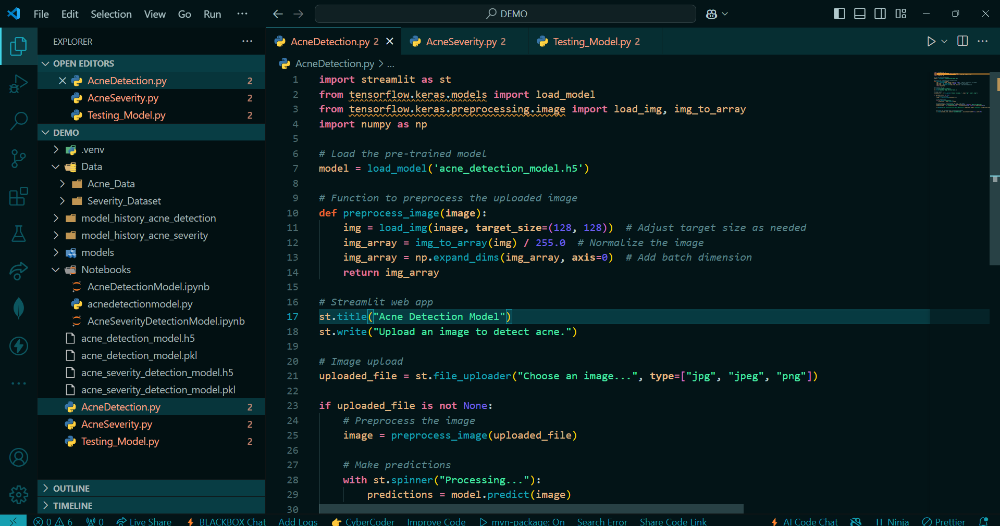 File Edit Selection View Go Run ···
DEMO
EXPLORER ···
OPEN EDITORS
AcneDetection.py 2
AcneSeverity.py 2
Testing_Model.py 2
DEMO
.venv
Data
Acne_Data
Severity_Dataset
model_history_acne_detection
model_history_acne_severity
models
Notebooks
AcneDetectionModel.ipynb
acnedetectionmodel.py
AcneSeverityDetectionModel.ipynb
acne_detection_model.h5
acne_detection_model.pkl
acne_severity_detection_model.h5
acne_severity_detection_model.pkl
AcneDetection.py 2
AcneSeverity.py 2
Testing_Model.py 2
OUTLINE
TIMELINE
AcneDetection.py 2 AcneSeverity.py 2 Testing_Model.py 2
AcneDetection.py > ...
1 import streamlit as st
2 from tensorflow.keras.models import load_model
3 from tensorflow.keras.preprocessing.image import load_img, img_to_array
4 import numpy as np
5
6 # Load the pre-trained model
7 model = load_model('acne_detection_model.h5')
8
9 # Function to preprocess the uploaded image
10 def preprocess_image(image):
11     img = load_img(image, target_size=(128, 128))  # Adjust target size as needed
12     img_array = img_to_array(img) / 255.0  # Normalize the image
13     img_array = np.expand_dims(img_array, axis=0)  # Add batch dimension
14     return img_array
15
16 # Streamlit web app
17 st.title("Acne Detection Model")
18 st.write("Upload an image to detect acne.")
19
20 # Image upload
21 uploaded_file = st.file_uploader("Choose an image...", type=["jpg", "jpeg", "png"])
22
23 if uploaded_file is not None:
24     # Preprocess the image
25     image = preprocess_image(uploaded_file)
26
27     # Make predictions
28     with st.spinner("Processing..."):
29         predictions = model.predict(image)
30
0 6 0 Live Share BLACKBOX Chat Add Logs CyberCoder Improve Code mvn-package: On Search Error Share Code Link AI Code Chat Ninja Prettier